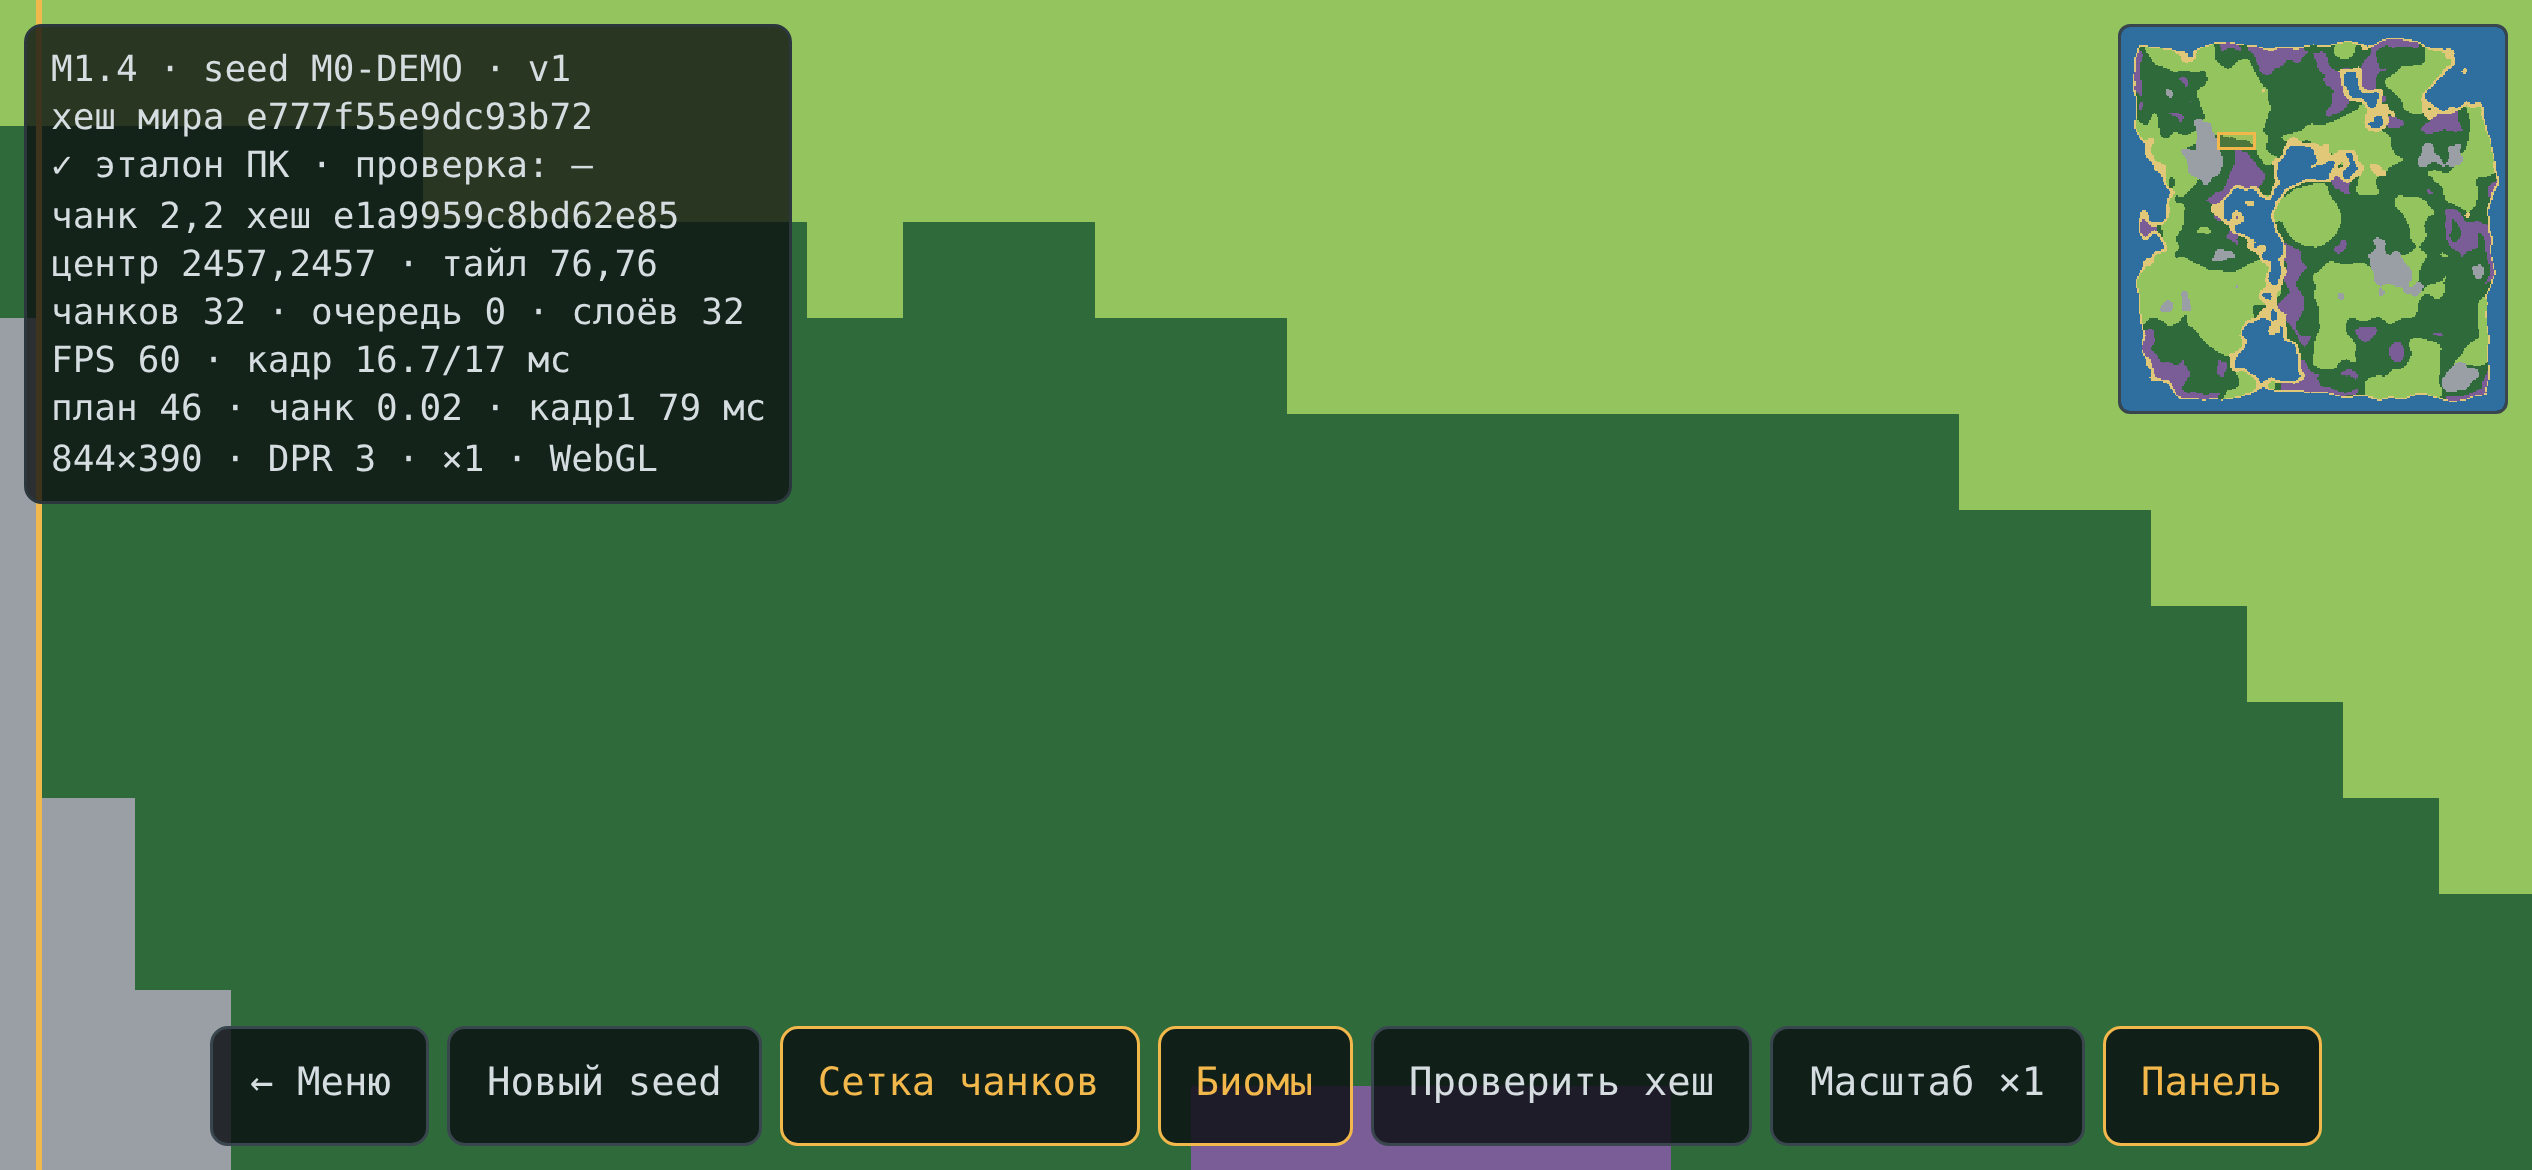 M1.4 · seed M0-DEMO · v1
хеш мира e777f55e9dc93b72
✓ эталон ПК · проверка: —
чанк 2,2 хеш e1a9959c8bd62e85
центр 2457,2457 · тайл 76,76
чанков 32 · очередь 0 · слоёв 32
FPS 60 · кадр 16.7/17 мс
план 46 · чанк 0.02 · кадр1 79 мс
844×390 · DPR 3 · ×1 · WebGL
← Меню
Новый seed
Сетка чанков
Биомы
Проверить хеш
Масштаб ×1
Панель